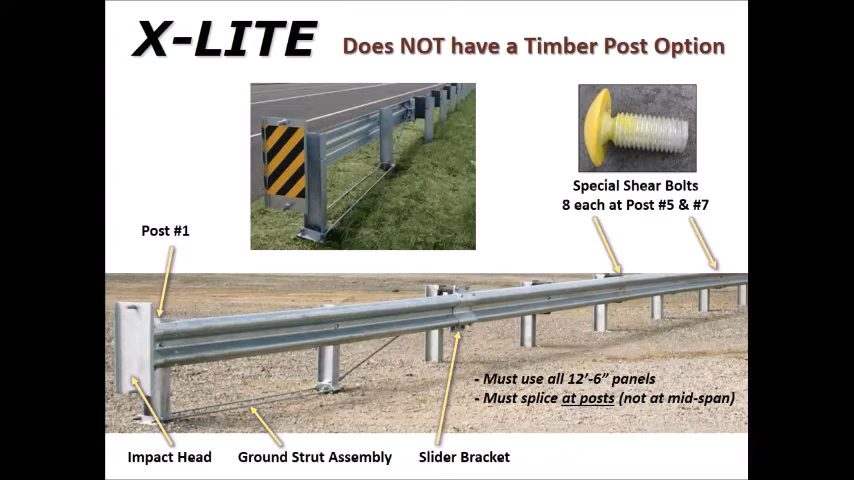 X-LITE Does NOT have a Timber Post Option
Special Shear Bolts
8 each at Post #5 & #7
Post #1
- Must use all 12’-6” panels
- Must splice at posts (not at mid-span)
Impact Head
Ground Strut Assembly
Slider Bracket